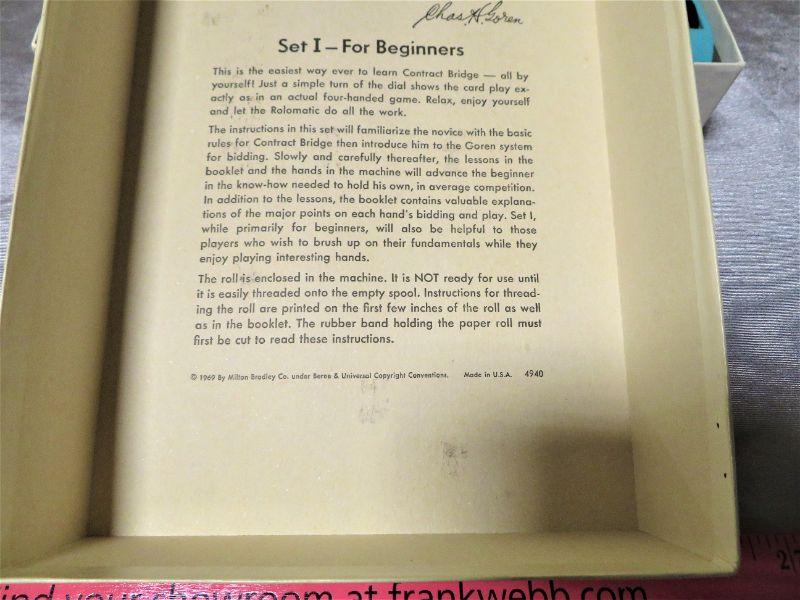 Chas. H. Goren
Set I – For Beginners
This is the easiest way ever to learn Contract Bridge — all by
yourself! Just a simple turn of the dial shows the card play ex-
actly as in an actual four-handed game. Relax, enjoy yourself
and let the Rolomatic do all the work.
The instructions in this set will familiarize the novice with the basic
rules for Contract Bridge then introduce him to the Goren system
for bidding. Slowly and carefully thereafter, the lessons in the
booklet and the hands in the machine will advance the beginner
in the know-how needed to hold his own, in average competition.
In addition to the lessons, the booklet contains valuable explana-
tions of the major points on each hand's bidding and play. Set I,
while primarily for beginners, will also be helpful to those
players who wish to brush up on their fundamentals while they
enjoy playing interesting hands.
The roll is enclosed in the machine. It is NOT ready for use until
it is easily threaded onto the empty spool. Instructions for thread-
ing the roll are printed on the first few inches of the roll as well
as in the booklet. The rubber band holding the paper roll must
first be cut to read these instructions.
© 1969 By Milton Bradley Co. under Berne & Universal Copyright Conventions. Made in U.S.A. 4940
2
ind your showroom at frankwebb.com